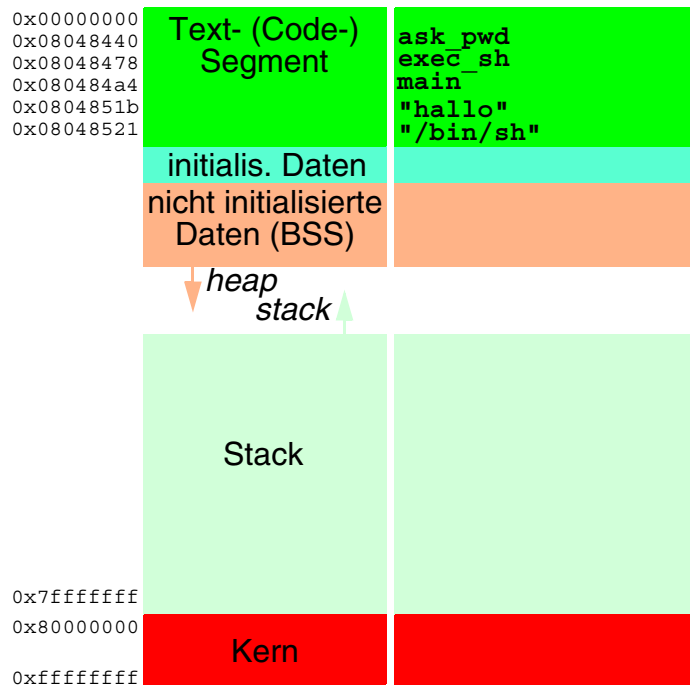 0x00000000
0x08048440
0x08048478
0x080484a4
0x0804851b
0x08048521
Text- (Code-)
Segment
ask_pwd
exec_sh
main
"hallo"
"/bin/sh"
initialis. Daten
nicht initialisierte
Daten (BSS)
heap
stack
Stack
0x7fffffff
0x80000000
Kern
0xffffffff